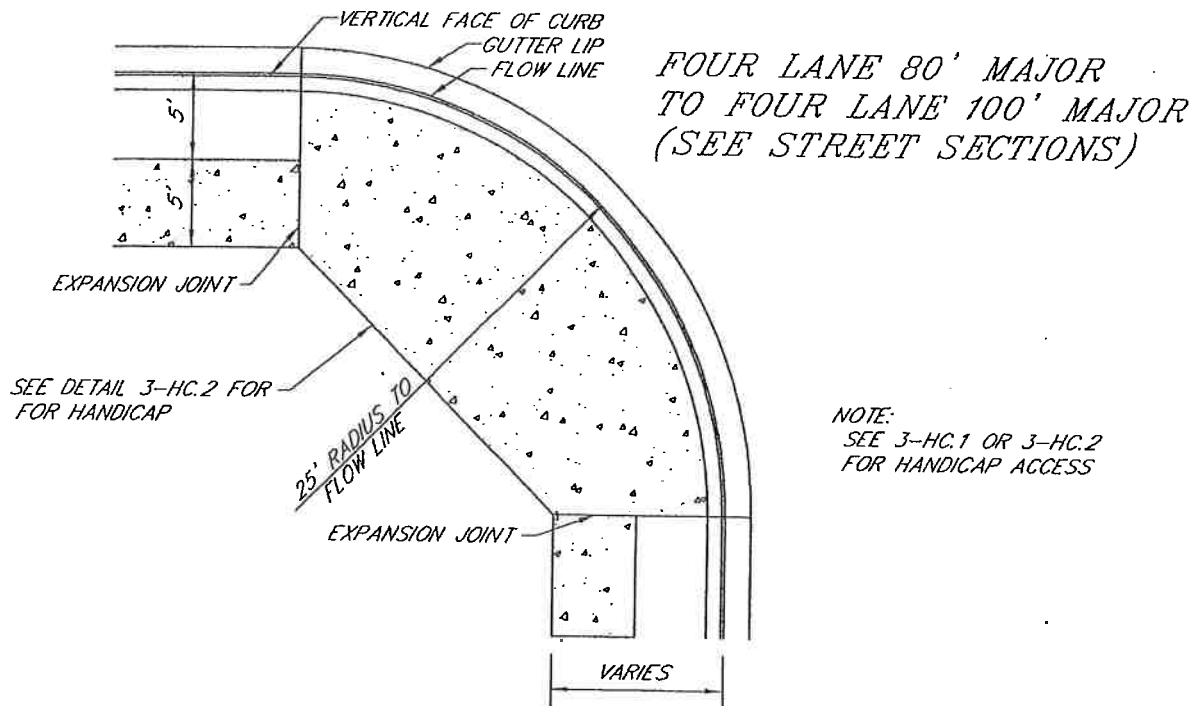 VERTICAL FACE OF CURB
GUTTER LIP
FLOW LINE
FOUR LANE 80' MAJOR
TO FOUR LANE 100' MAJOR
(SEE STREET SECTIONS)
5'
5'
EXPANSION JOINT
SEE DETAIL 3-HC.2 FOR
FOR HANDICAP
25' RADIUS TO
FLOW LINE
NOTE:
SEE 3-HC.1 OR 3-HC.2
FOR HANDICAP ACCESS
EXPANSION JOINT
VARIES